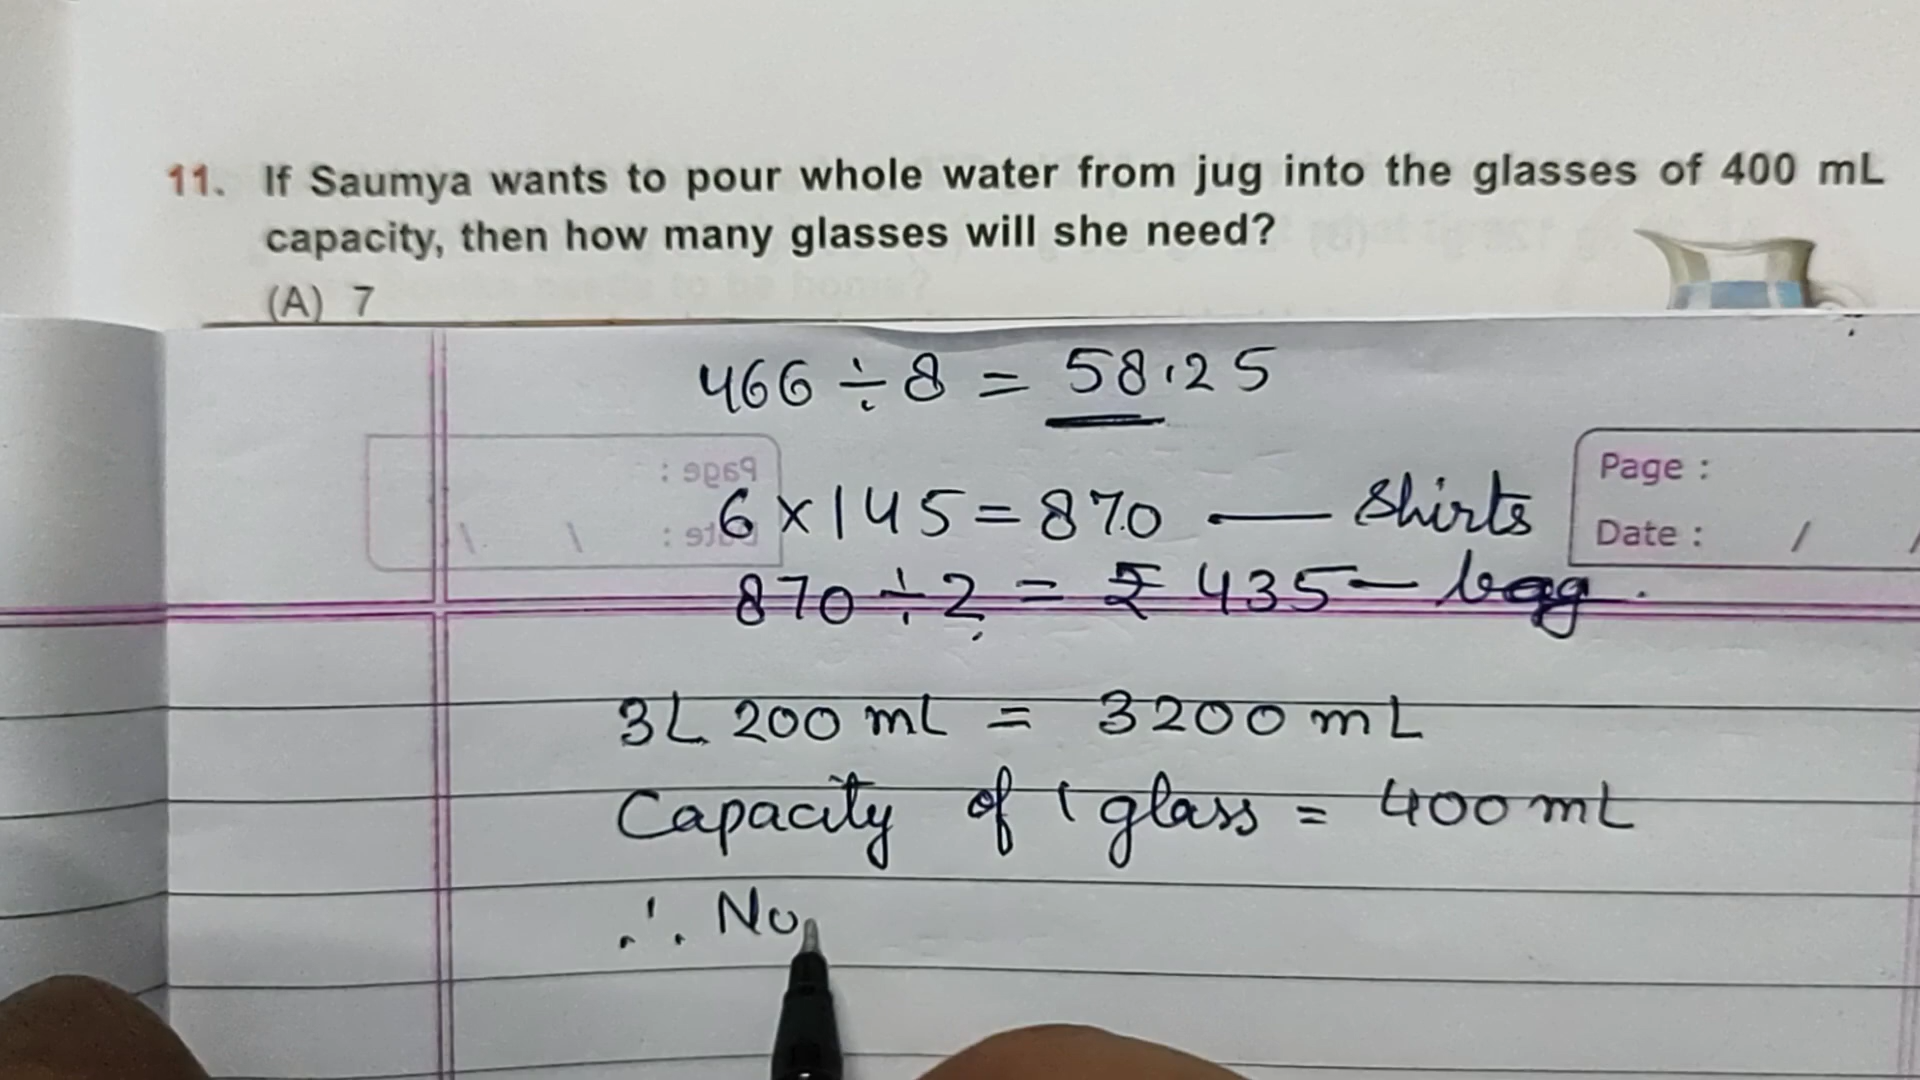 11. If Saumya wants to pour whole water from jug into the glasses of 400 mL
capacity, then how many glasses will she need?
(A) 7
466 ÷ 8 = 58.25
Page :
6 × 145 = 870 — Shirts
Page :
Date :
Date : / /
870 ÷ 2 = ₹ 435 — bag.
3L 200 mL = 3200 mL
Capacity of 1 glass = 400 mL
∴ No